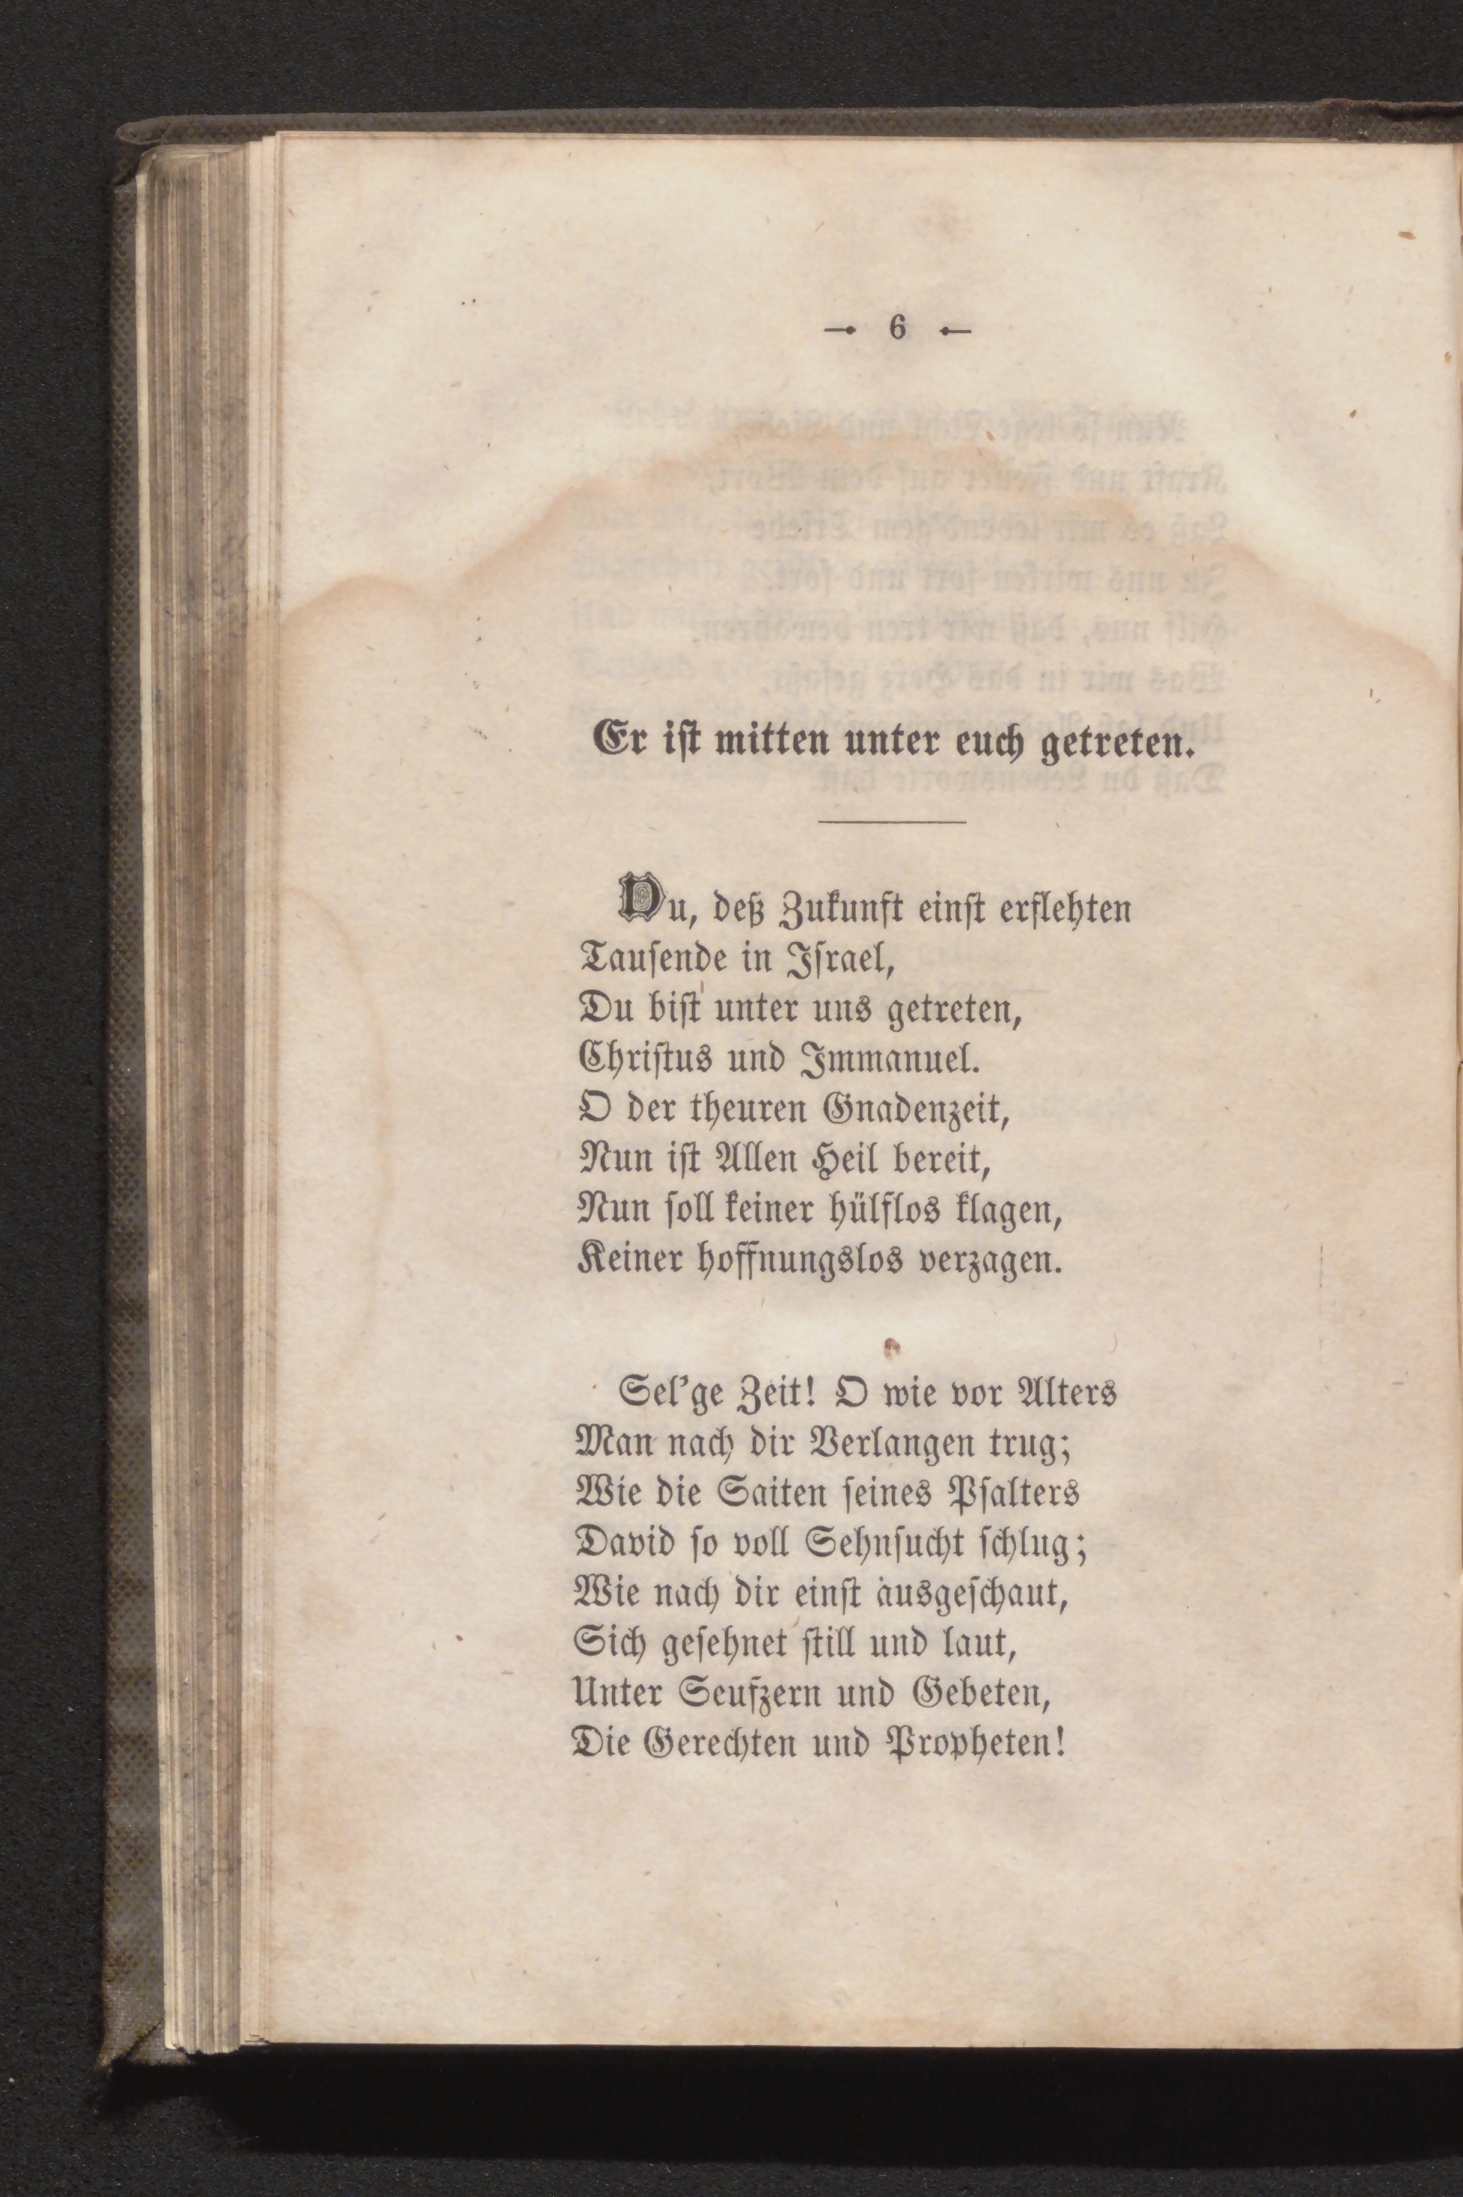 6
Er iſt mitten unter euch getreten.
Du, deß Zukunft einſt erflehten
Tauſende in Iſrael,
Du biſt unter uns getreten,
Chriſtus und Immanuel.
O der theuren Gnadenzeit,
Nun iſt Allen Heil bereit,
Nun ſoll keiner hülflos klagen,
Keiner hoffnungslos verzagen.
Sel’ge Zeit! O wie vor Alters
Man nach dir Verlangen trug;
Wie die Saiten ſeines Pſalters
David ſo voll Sehnſucht ſchlug;
Wie nach dir einſt ausgeſchaut,
Sich geſehnet ſtill und laut,
Unter Seufzern und Gebeten,
Die Gerechten und Propheten!